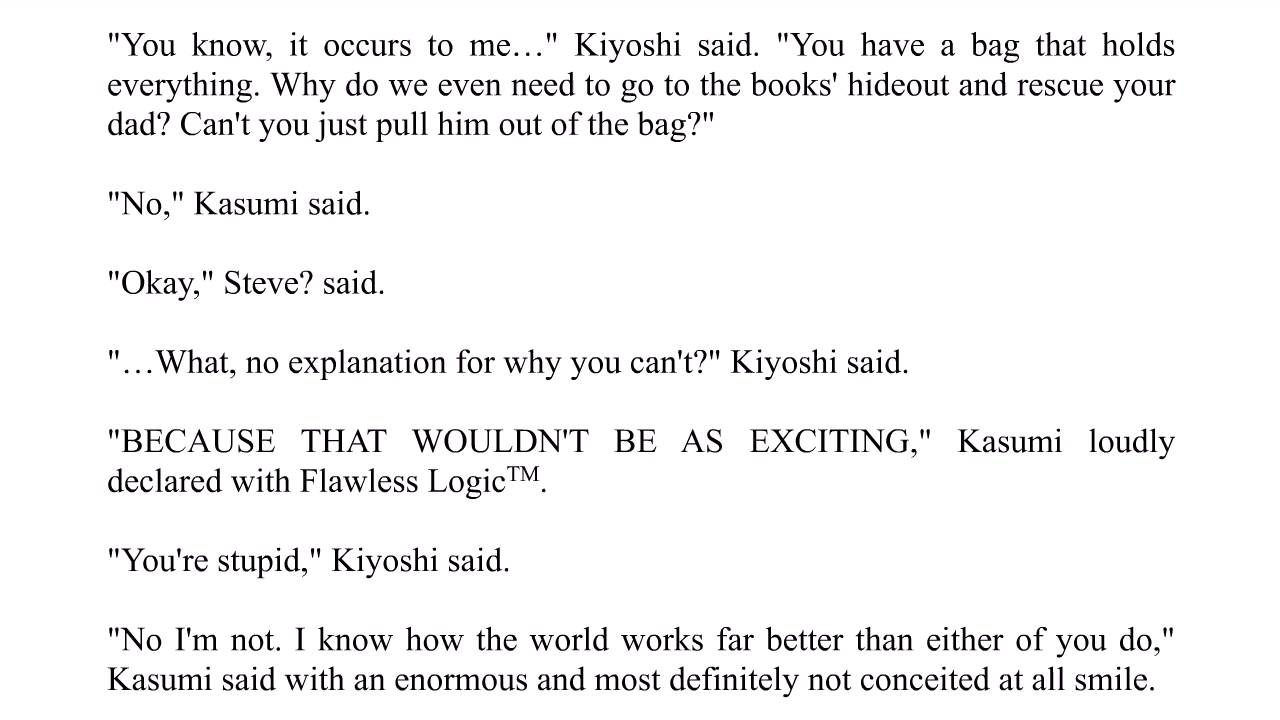 "You know, it occurs to me…" Kiyoshi said. "You have a bag that holds
everything. Why do we even need to go to the books' hideout and rescue your
dad? Can't you just pull him out of the bag?"
"No," Kasumi said.
"Okay," Steve? said.
"…What, no explanation for why you can't?" Kiyoshi said.
"BECAUSE THAT WOULDN'T BE AS EXCITING," Kasumi loudly
declared with Flawless Logic™.
"You're stupid," Kiyoshi said.
"No I'm not. I know how the world works far better than either of you do,"
Kasumi said with an enormous and most definitely not conceited at all smile.